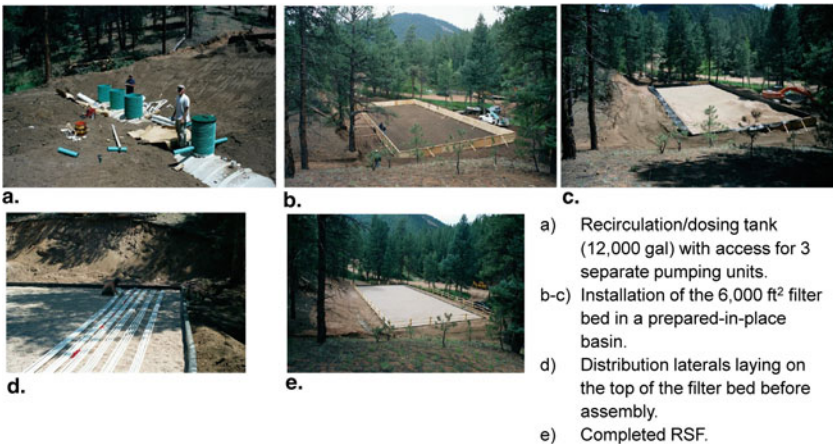 a.
b.
c.
d.
e.
a) Recirculation/dosing tank
(12,000 gal) with access for 3
separate pumping units.
b-c) Installation of the 6,000 ft² filter
bed in a prepared-in-place
basin.
d) Distribution laterals laying on
the top of the filter bed before
assembly.
e) Completed RSF.